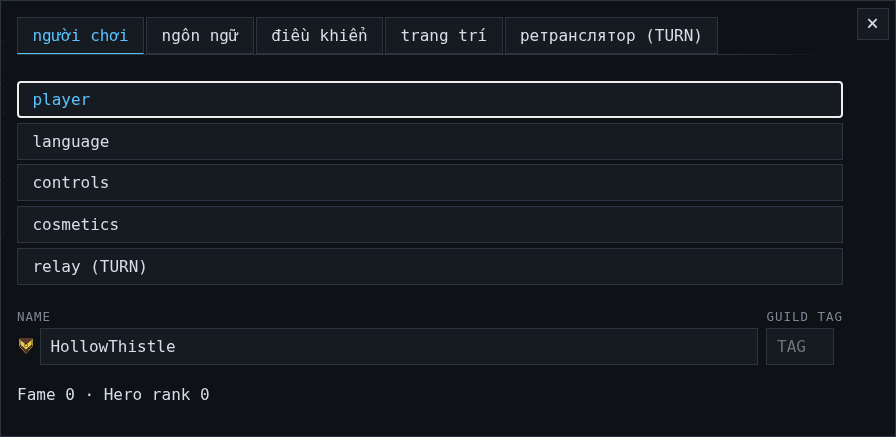 người chơi ngôn ngữ điều khiển trang trí ретранслятор (TURN) ×
player
language
controls
cosmetics
relay (TURN)
NAME GUILD TAG
HollowThistle TAG
Fame 0 · Hero rank 0